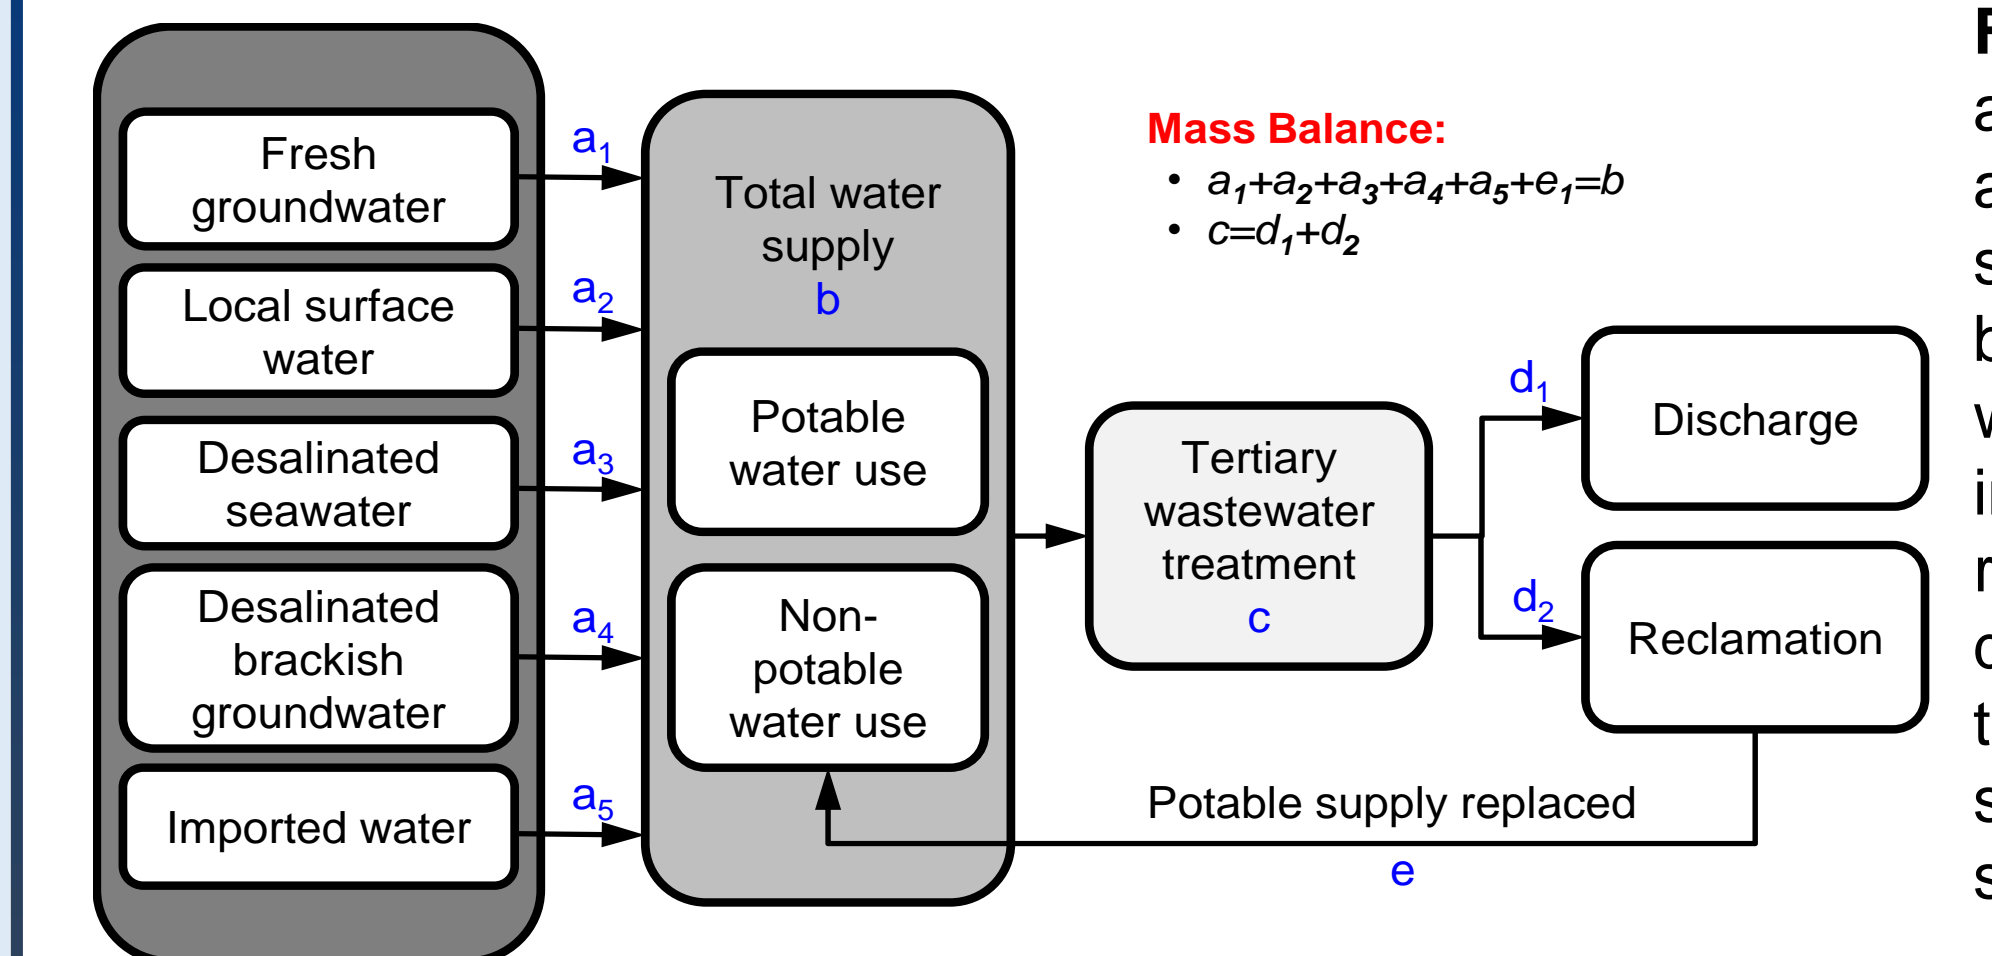 Fresh
groundwater
Local surface
water
Desalinated
seawater
Desalinated
brackish
groundwater
Imported water
a1
a2
a3
a4
a5
Total water
supply
b
Potable
water use
Non-
potable
water use
Mass Balance:
• a1+a2+a3+a4+a5+e1=b
• c=d1+d2
Tertiary
wastewater
treatment
c
d1
d2
Discharge
Reclamation
Potable supply replaced
e